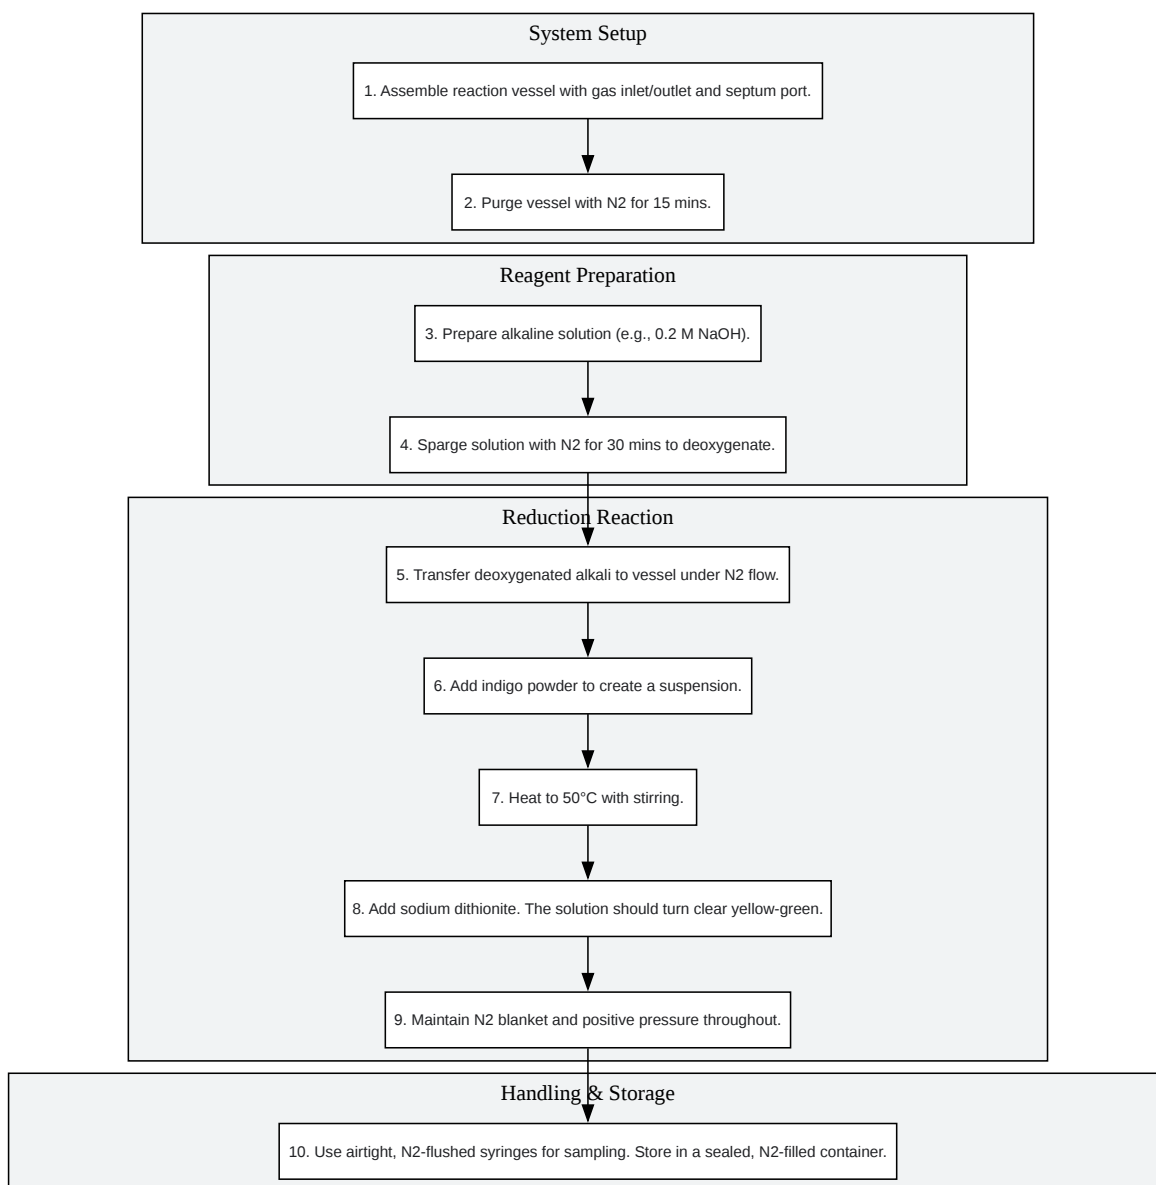 System Setup
1. Assemble reaction vessel with gas inlet/outlet and septum port.
2. Purge vessel with N2 for 15 mins.
Reagent Preparation
3. Prepare alkaline solution (e.g., 0.2 M NaOH).
4. Sparge solution with N2 for 30 mins to deoxygenate.
Reduction Reaction
5. Transfer deoxygenated alkali to vessel under N2 flow.
6. Add indigo powder to create a suspension.
7. Heat to 50°C with stirring.
8. Add sodium dithionite. The solution should turn clear yellow-green.
9. Maintain N2 blanket and positive pressure throughout.
Handling & Storage
10. Use airtight, N2-flushed syringes for sampling. Store in a sealed, N2-filled container.